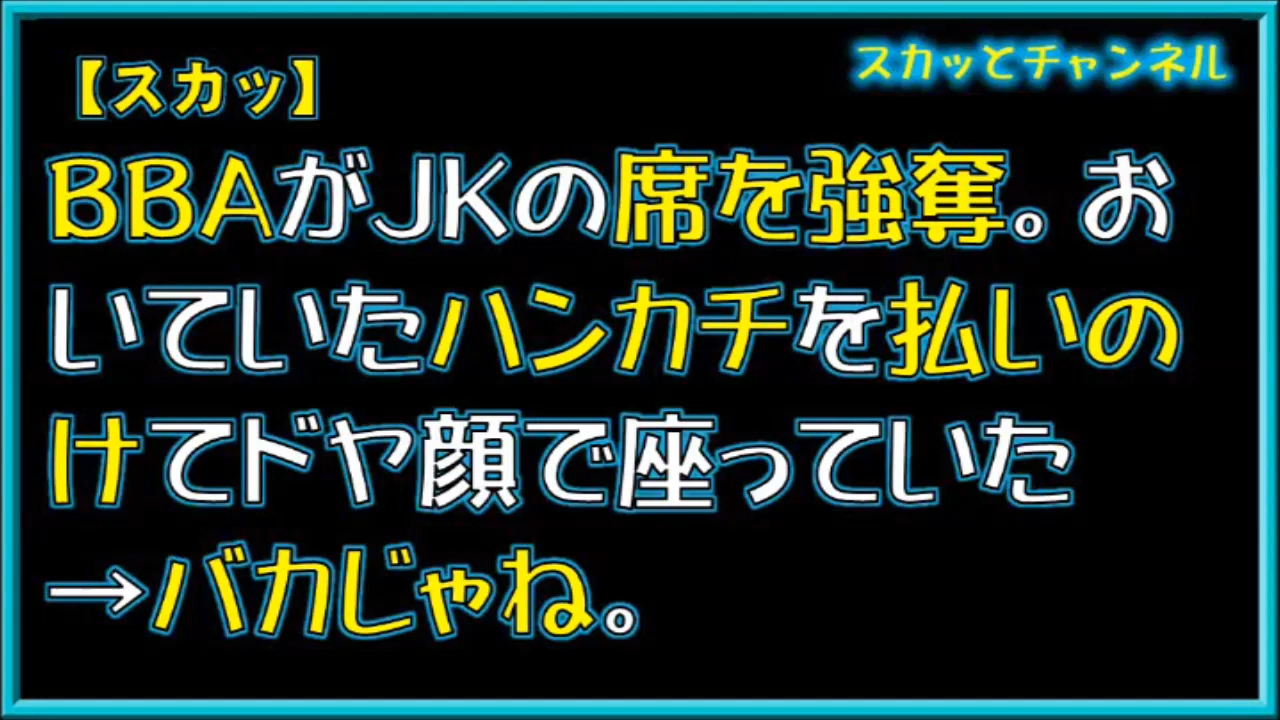 スカッとチャンネル
【スカッ】
BBAがJKの席を強奪。お
いていたハンカチを払いの
けてドヤ顔で座っていた
→バカじゃね。